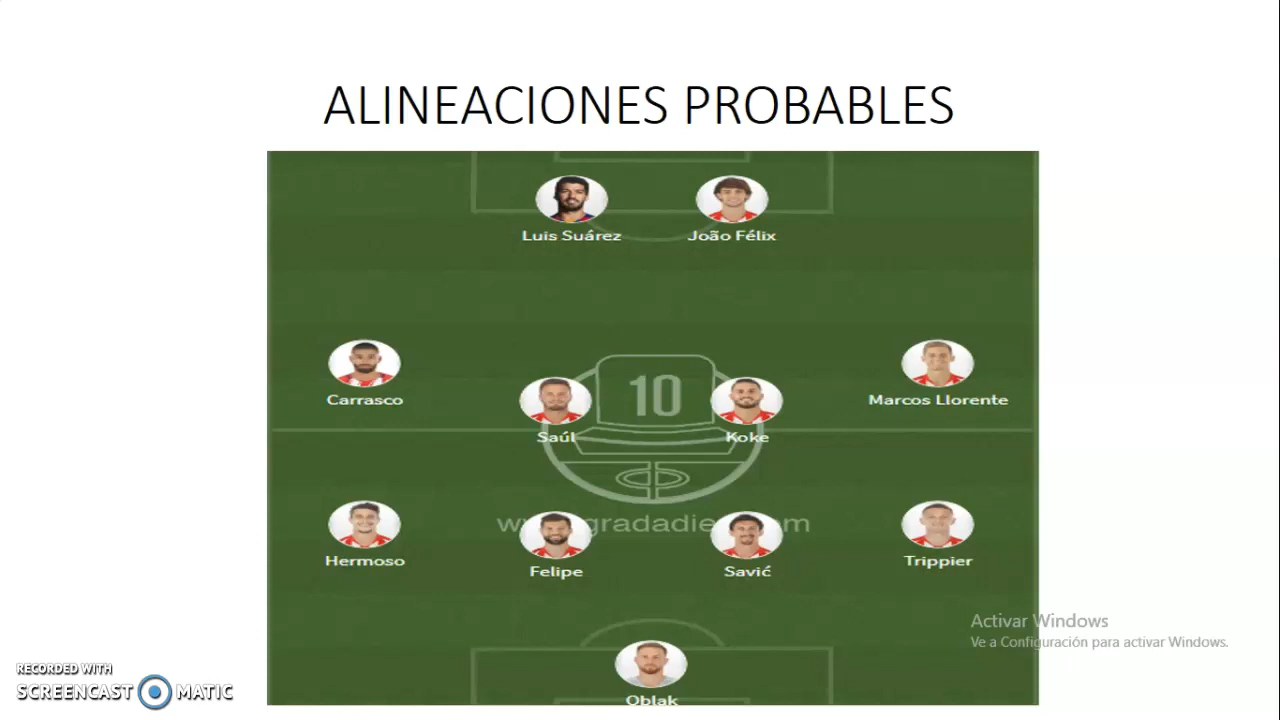 ALINEACIONES PROBABLES
Luis Suárez
João Félix
Carrasco
Marcos Llorente
10
Saúl
Koke
Hermoso
Felipe
Savić
Trippier
Oblak
Activar Windows
Ve a Configuración para activar Windows.
RECORDED WITH
SCREENCAST MATIC